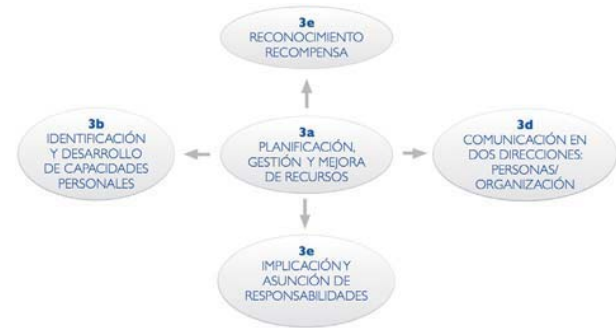 3e
RECONOCIMIENTO
RECOMPENSA
3b
IDENTIFICACIÓN
Y DESARROLLO
DE CAPACIDADES
PERSONALES
3a
PLANIFICACIÓN,
GESTIÓN Y MEJORA
DE RECURSOS
3d
COMUNICACIÓN EN
DOS DIRECCIONES:
PERSONAS/
ORGANIZACIÓN
3e
IMPLICACIÓN Y
ASUNCIÓN DE
RESPONSABILIDADES